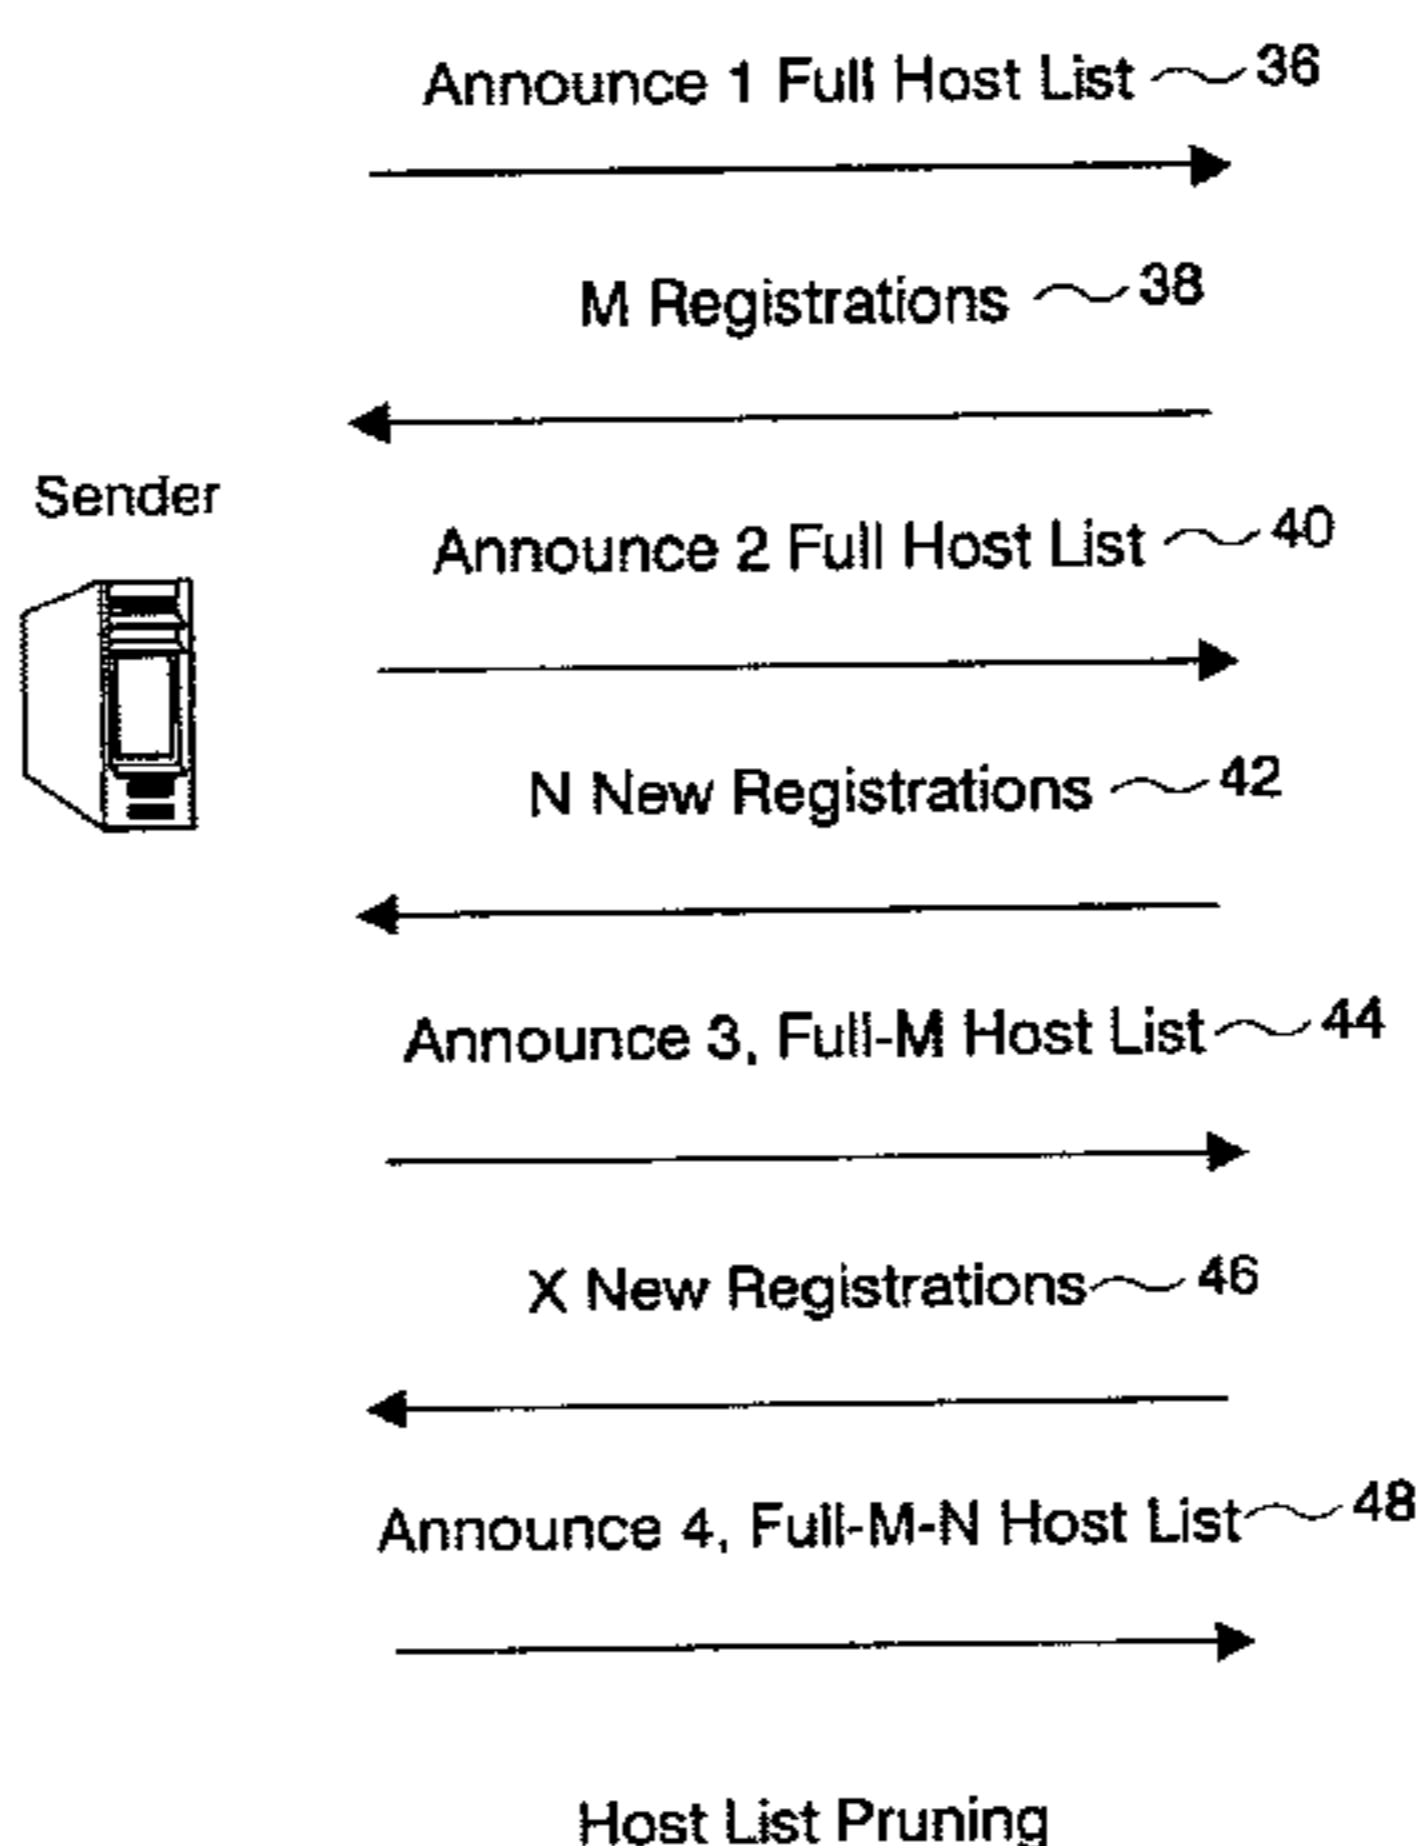 Announce 1 Full Host List 36
M Registrations 38
Sender
Announce 2 Full Host List 40
N New Registrations 42
Announce 3, Full-M Host List 44
X New Registrations 46
Announce 4, Full-M-N Host List 48
Host List Pruning